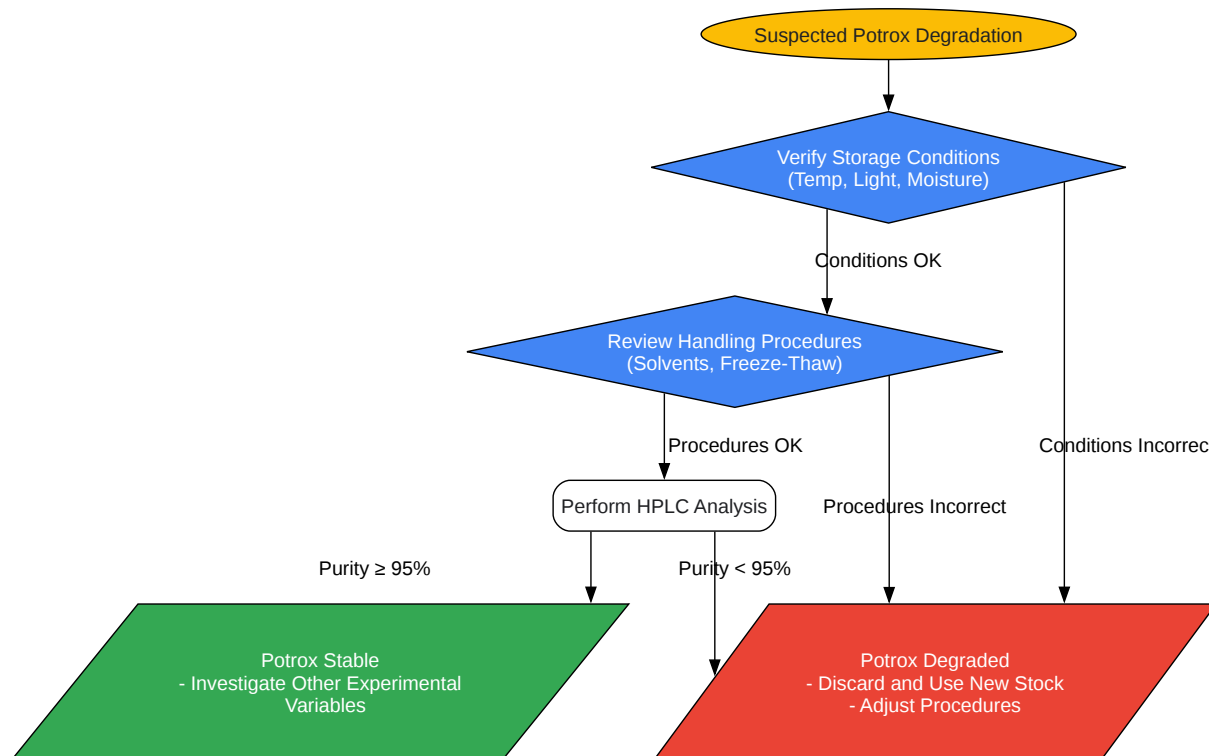 Suspected Potrox Degradation
Verify Storage Conditions
(Temp, Light, Moisture)
Conditions OK
Review Handling Procedures
(Solvents, Freeze-Thaw)
Procedures OK
Conditions Incorrec
Perform HPLC Analysis
Procedures Incorrect
Purity ≥ 95%
Purity < 95%
Potrox Stable
- Investigate Other Experimental
Variables
Potrox Degraded
- Discard and Use New Stock
- Adjust Procedures